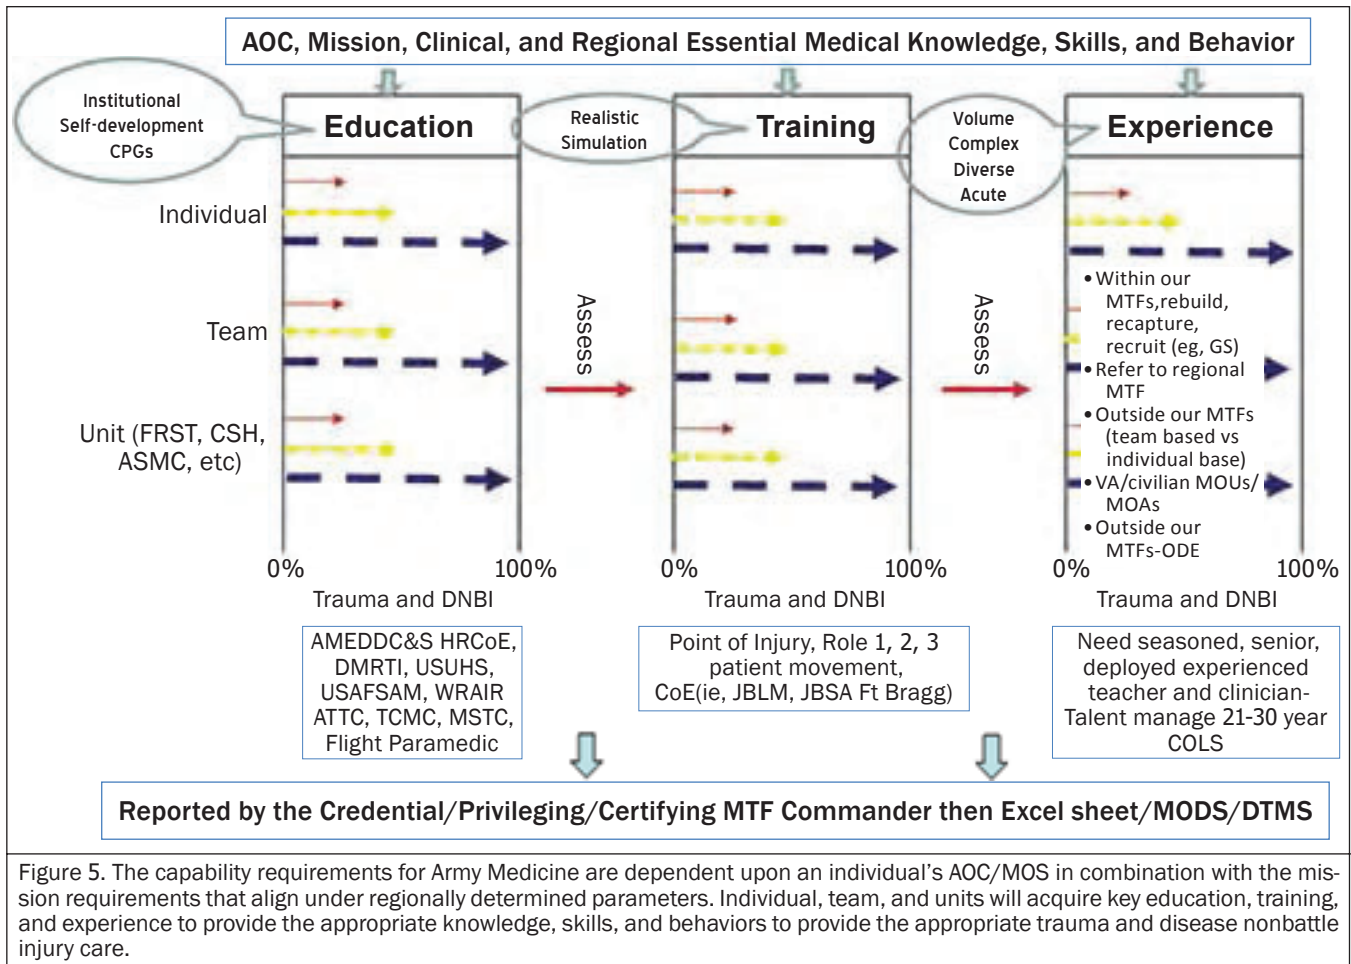 AOC, Mission, Clinical, and Regional Essential Medical Knowledge, Skills, and Behavior
Institutional
Self-development
CPGs
Education
Realistic
Simulation
Training
Volume
Complex
Diverse
Acute
Experience
Individual
Team
Unit (FRST, CSH,
ASMC, etc)
Assess
Assess
•Within our
MTFs,rebuild,
recapture,
recruit (eg, GS)
•Refer to regional
MTF
•Outside our MTFs
(team based vs
individual base)
•VA/civilian MOUs/
MOAs
•Outside our
MTFs-ODE
0% 100%
Trauma and DNBI
0% 100%
Trauma and DNBI
0% 100%
Trauma and DNBI
AMEDDC&S HRCoE,
DMRTI, USUHS,
USAFSAM, WRAIR
ATTC, TCMC, MSTC,
Flight Paramedic
Point of Injury, Role 1, 2, 3
patient movement,
CoE(ie, JBLM, JBSA Ft Bragg)
Need seasoned, senior,
deployed experienced
teacher and clinician-
Talent manage 21-30 year
COLS
Reported by the Credential/Privileging/Certifying MTF Commander then Excel sheet/MODS/DTMS
Figure 5. The capability requirements for Army Medicine are dependent upon an individual's AOC/MOS in combination with the mis-
sion requirements that align under regionally determined parameters. Individual, team, and units will acquire key education, training,
and experience to provide the appropriate knowledge, skills, and behaviors to provide the appropriate trauma and disease nonbattle
injury care.